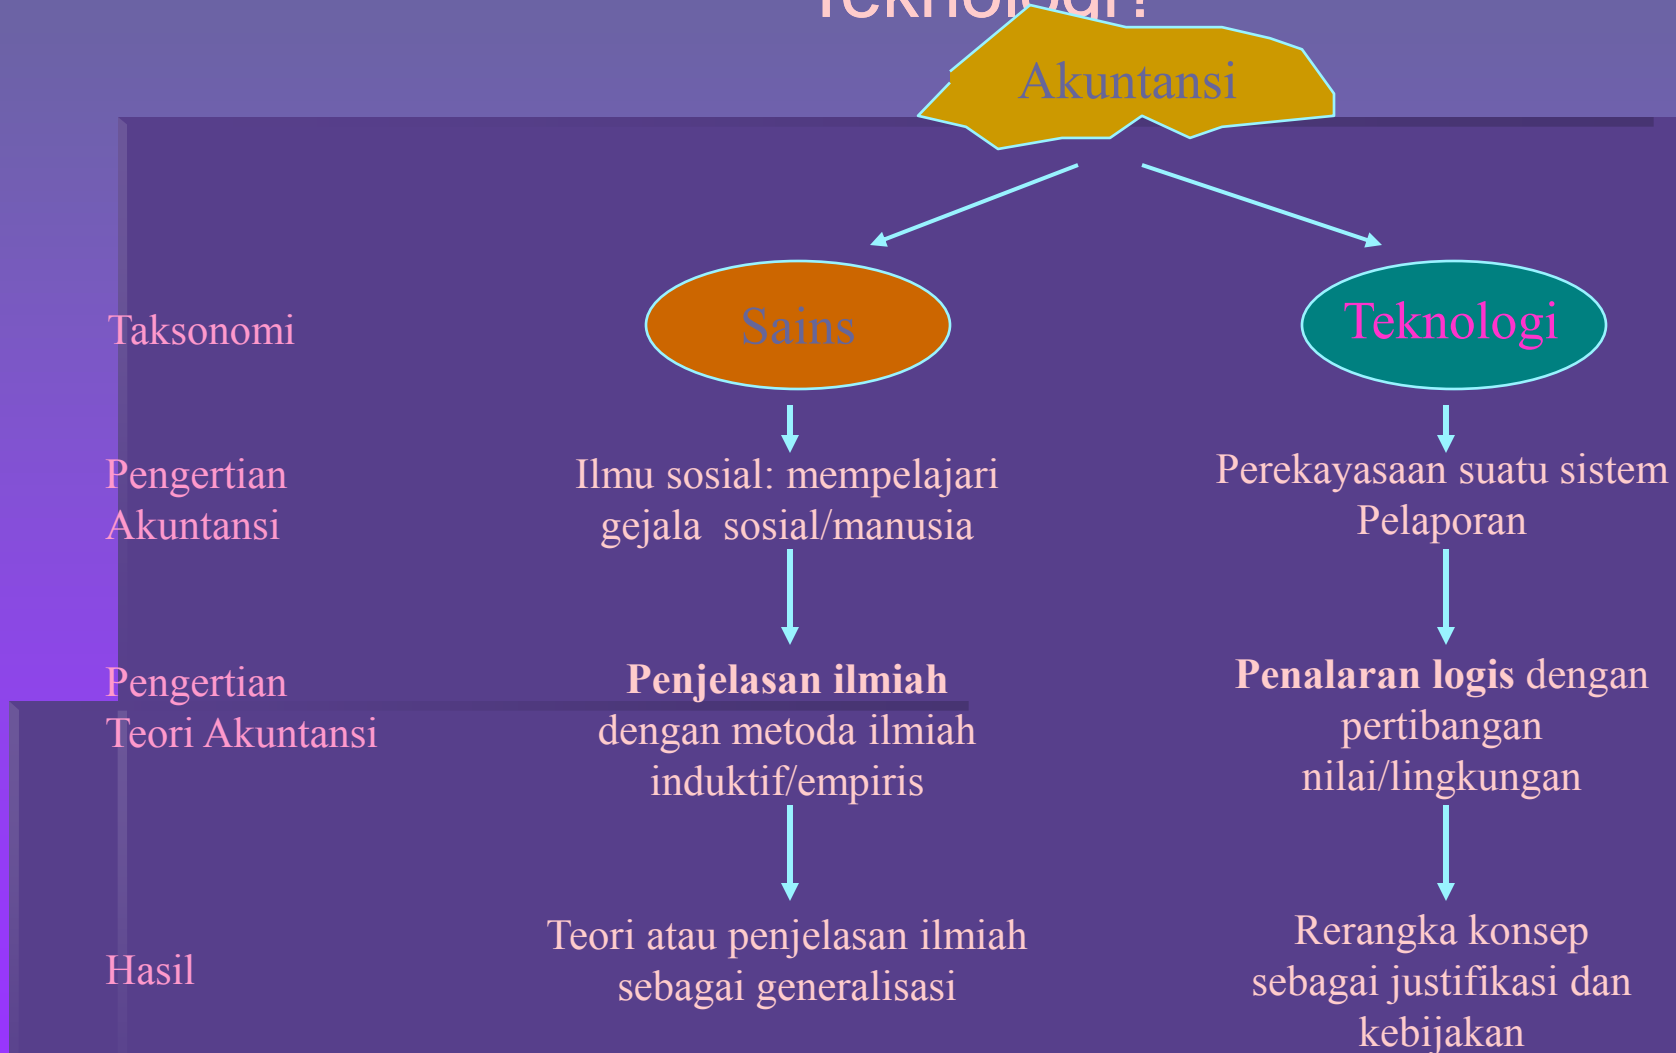 Teknologi?
Akuntansi
Taksonomi
Sains
Teknologi
Pengertian
Akuntansi
Ilmu sosial: mempelajari
gejala sosial/manusia
Perekayasaan suatu sistem
Pelaporan
Pengertian
Teori Akuntansi
Penjelasan ilmiah
dengan metoda ilmiah
induktif/empiris
Penalaran logis dengan
pertibangan
nilai/lingkungan
Hasil
Teori atau penjelasan ilmiah
sebagai generalisasi
Rerangka konsep
sebagai justifikasi dan
kebijakan